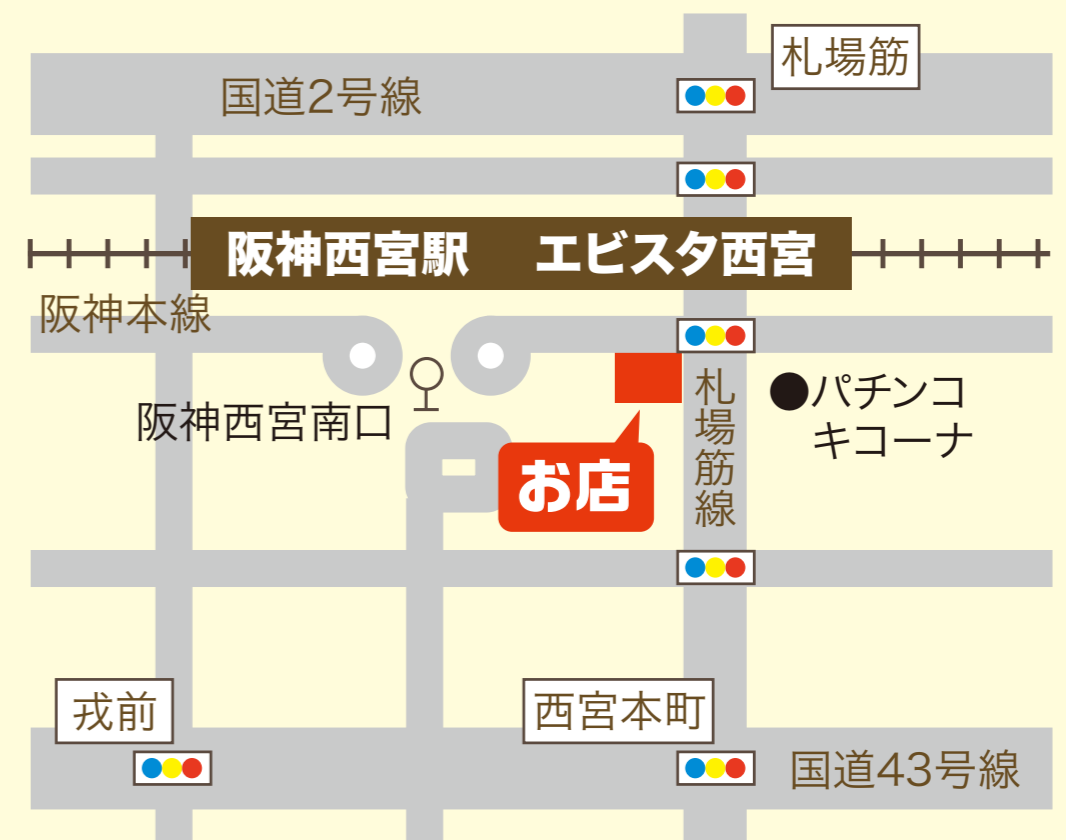 札場筋
国道2号線
阪神西宮駅 エビスタ西宮
阪神本線
阪神西宮南口
札場筋線
●パチンコ
キコーナ
お店
戎前
西宮本町
国道43号線